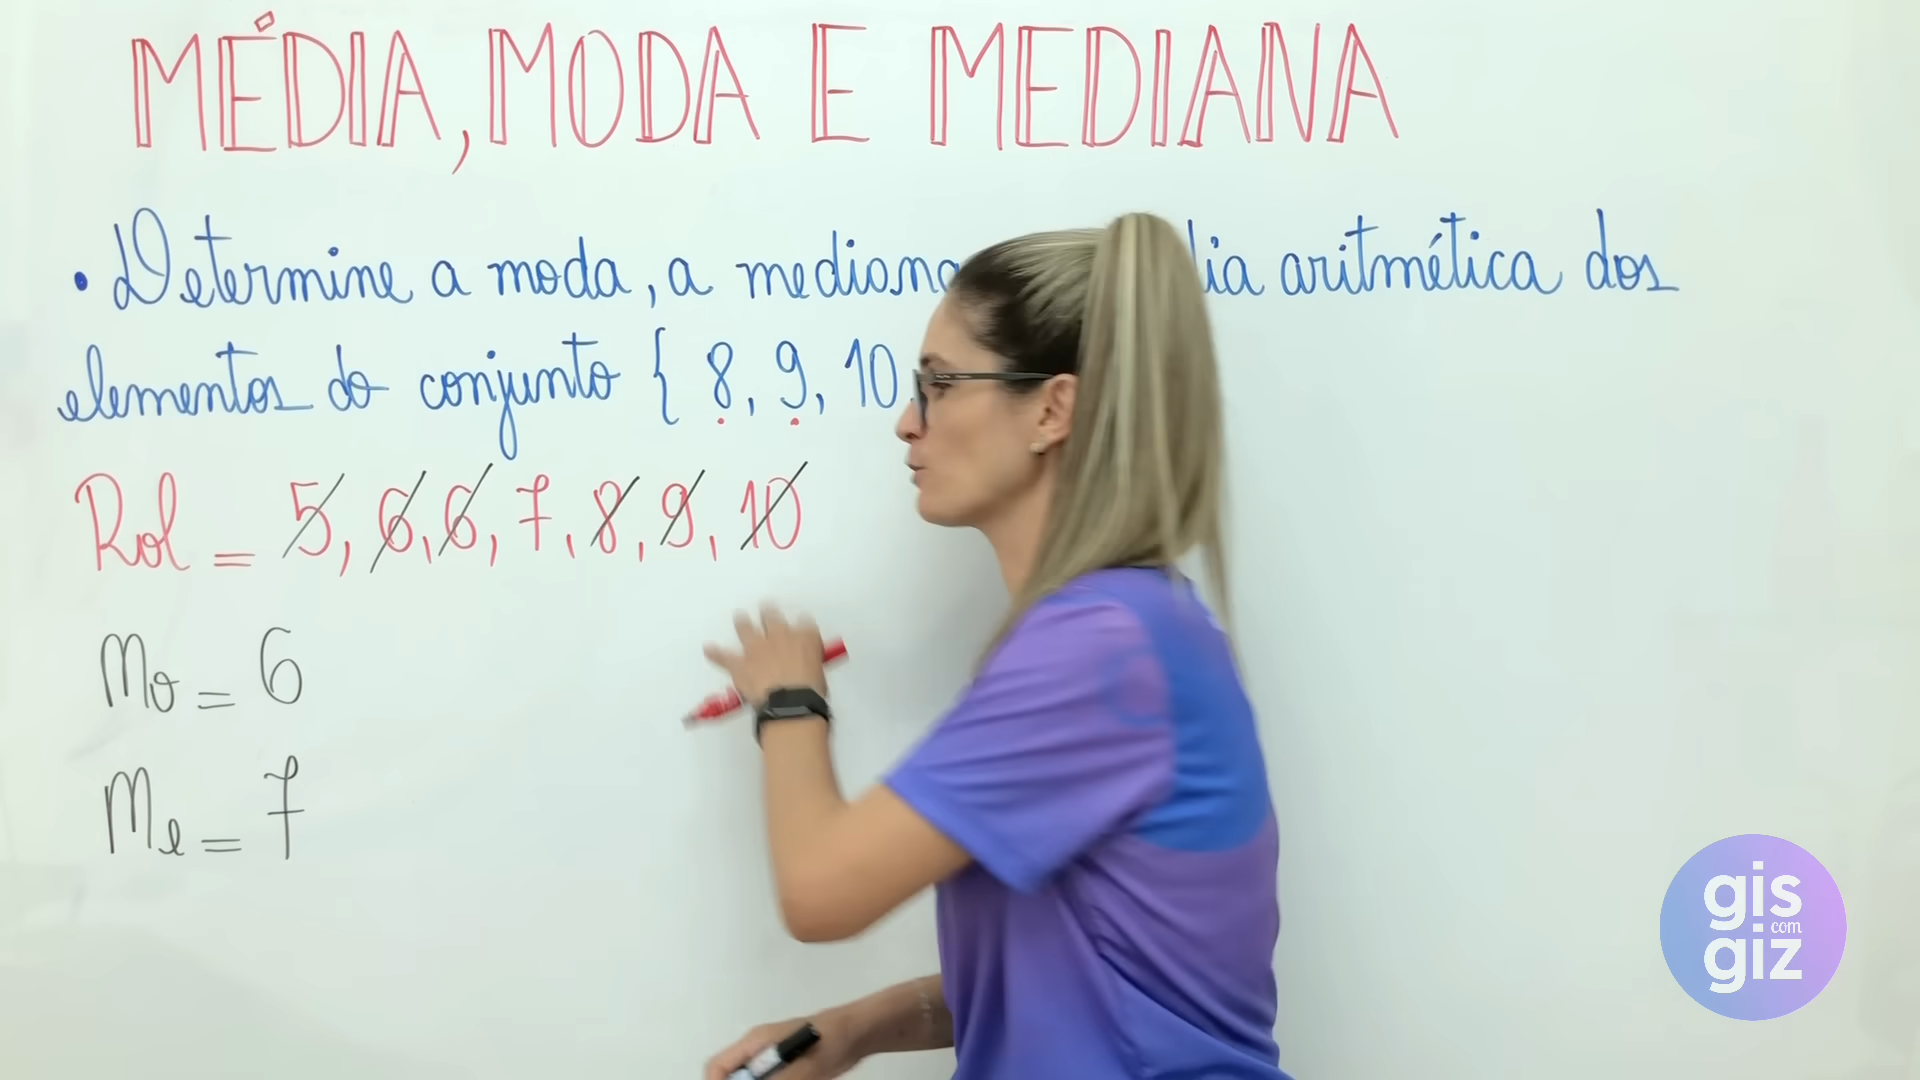 MÉDIA, MODA E MEDIANA
• Determine a moda, a mediana aritmética dos
elementos do conjunto { 8, 9, 10,
Rol = 5, 6, 6, 7, 8, 9, 10
Mo = 6
Me = 7
gis
com
giz